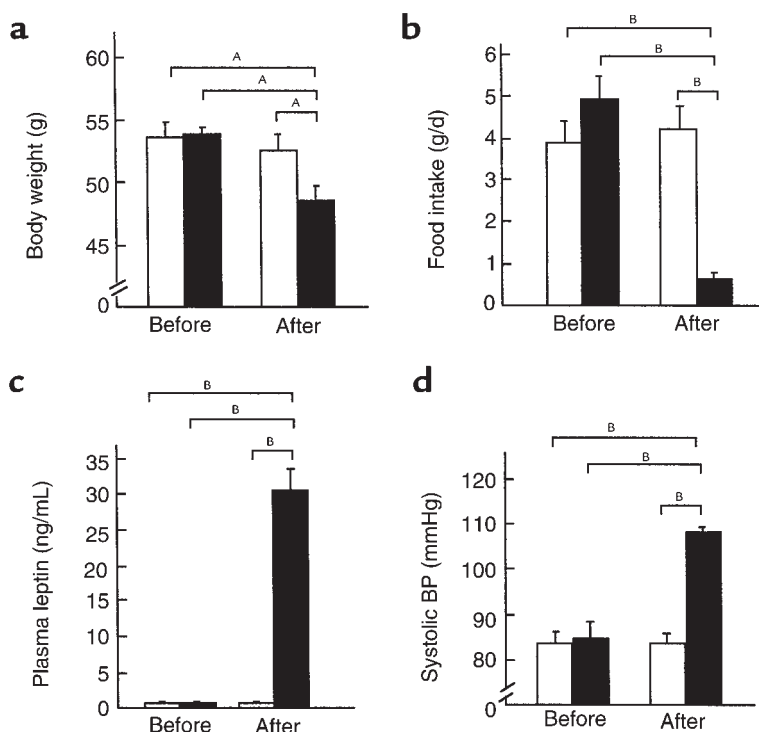 a
Body weight (g)
60
55
50
45
0
A
A
A
Before
After
b
Food intake (g/d)
6
5
4
3
2
1
0
B
B
B
Before
After
c
Plasma leptin (ng/mL)
35
30
25
20
15
10
5
0
B
B
B
Before
After
d
Systolic BP (mmHg)
120
110
100
90
80
0
B
B
B
Before
After